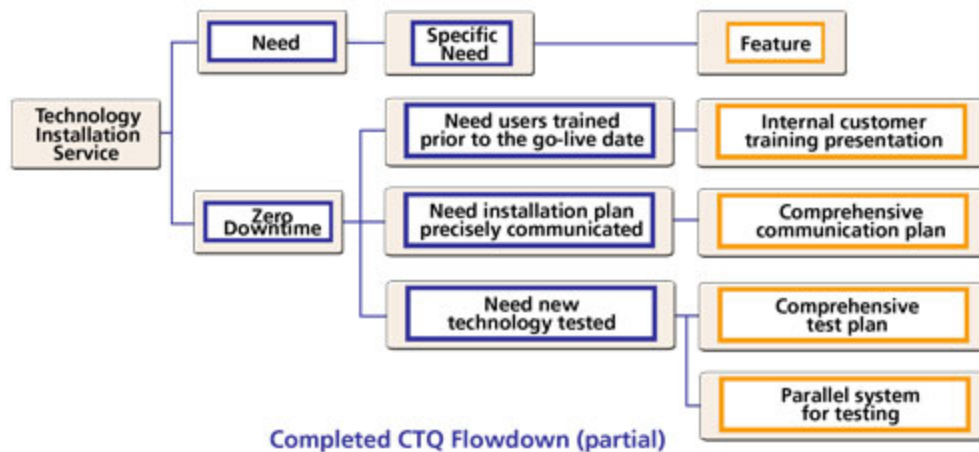 Need
Specific
Need
Feature
Technology
Installation
Service
Need users trained
prior to the go-live date
Internal customer
training presentation
Zero
Downtime
Need installation plan
precisely communicated
Comprehensive
communication plan
Need new
technology tested
Comprehensive
test plan
Parallel system
for testing
Completed CTQ Flowdown (partial)